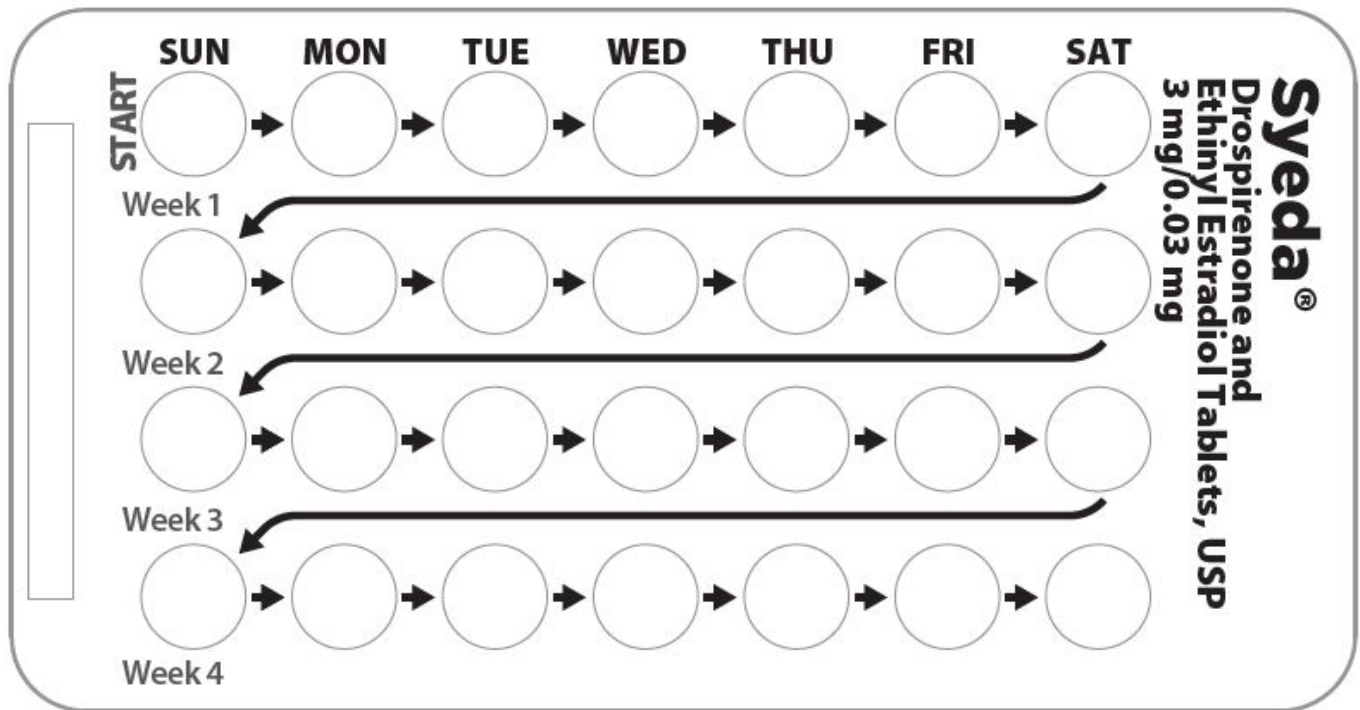 SUN MON TUE WED THU FRI SAT
START
Week 1
Week 2
Week 3
Week 4
Syeda®
Drospirenone and
Ethinyl Estradiol Tablets, USP
3 mg/0.03 mg